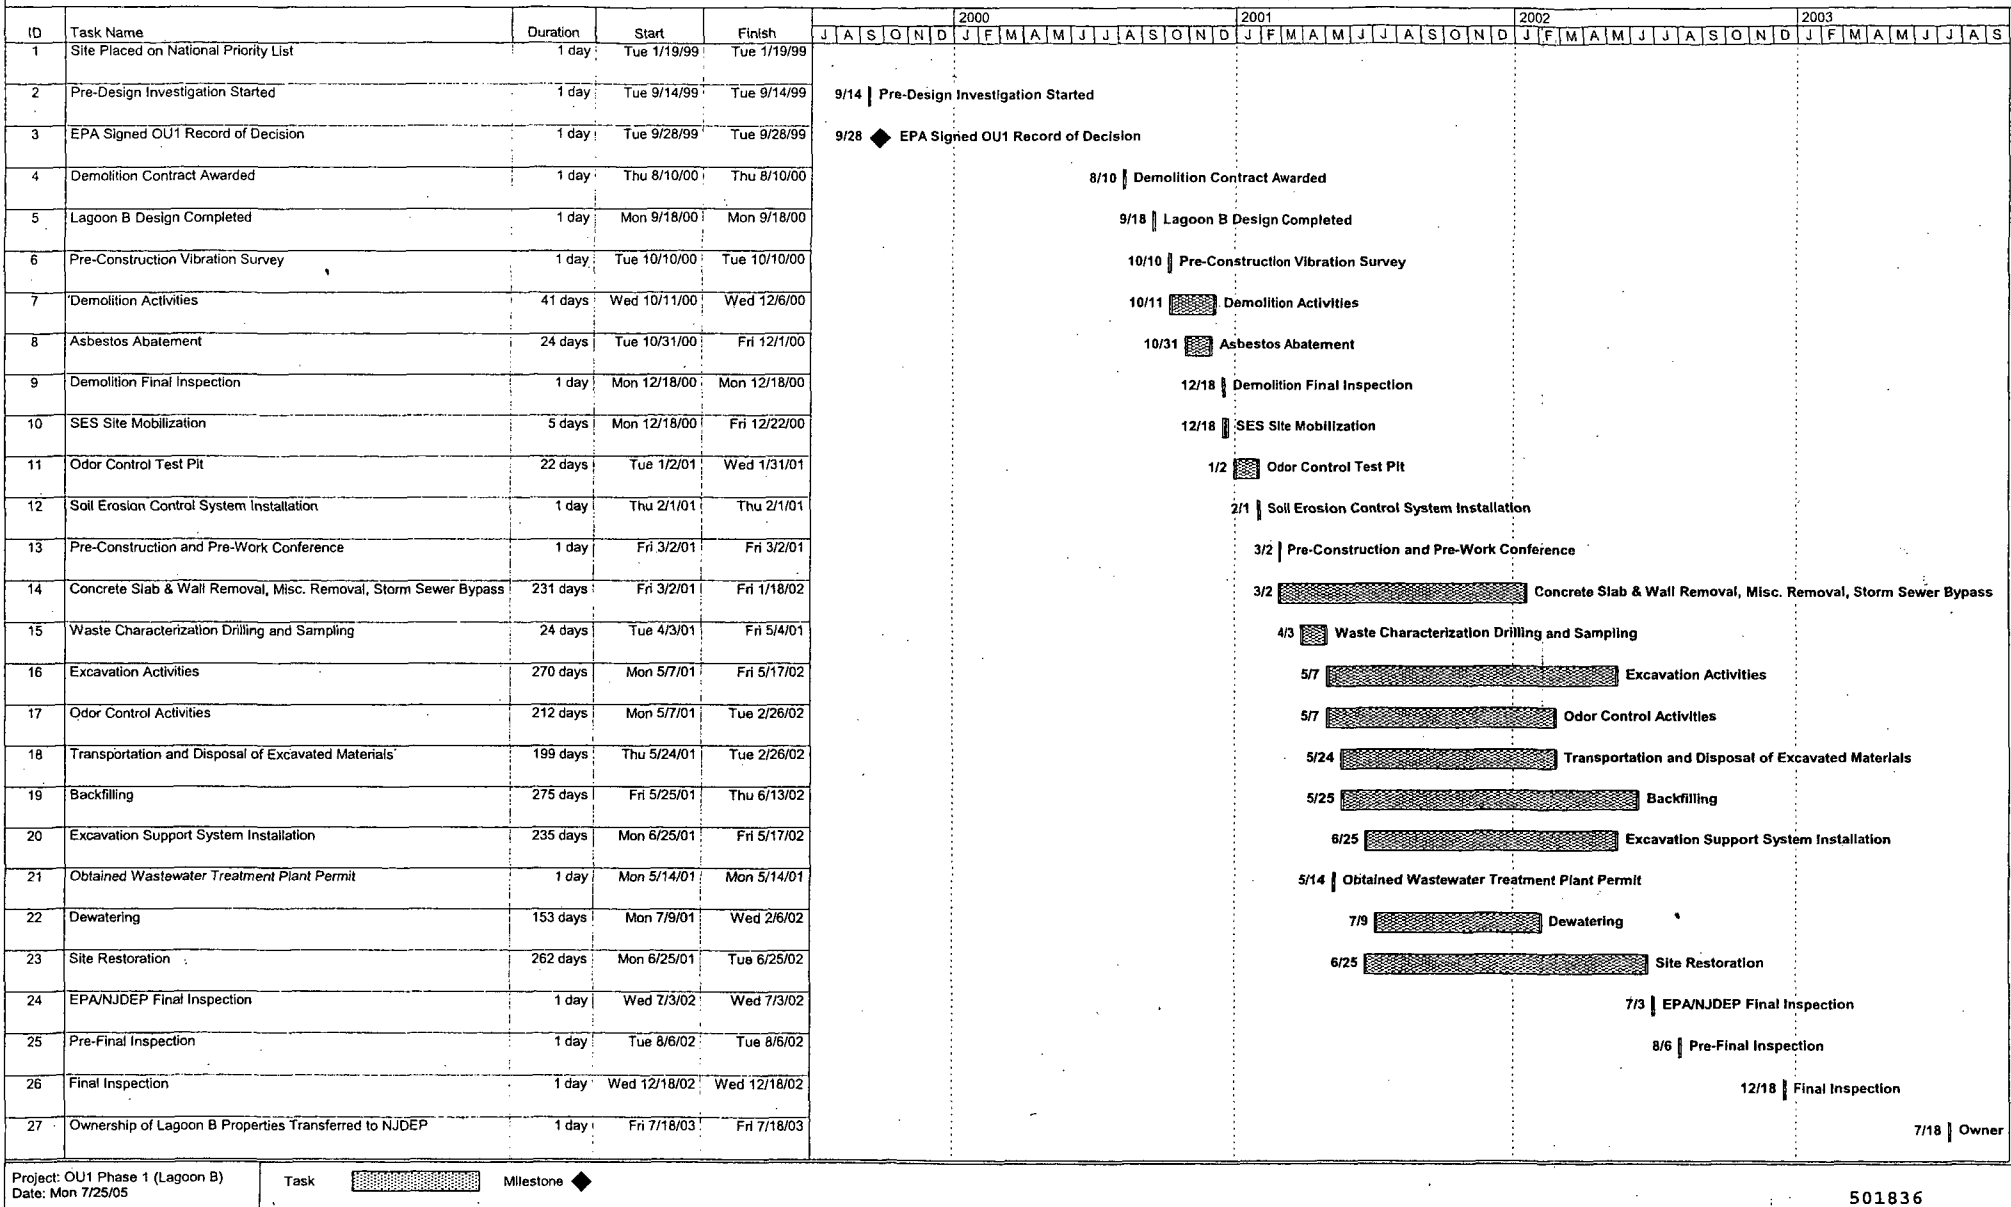 2000 2001 2002 2003
ID Task Name Duration Start Finish J A S O N D J F M A M J J A S O N D J F M A M J J A S O N D J F M A M J J A S O N D J F M A M J J A S
1 Site Placed on National Priority List 1 day Tue 1/19/99 Tue 1/19/99
2 Pre-Design Investigation Started 1 day Tue 9/14/99 Tue 9/14/99 9/14 Pre-Design Investigation Started
3 EPA Signed OU1 Record of Decision 1 day Tue 9/28/99 Tue 9/28/99 9/28 EPA Signed OU1 Record of Decision
4 Demolition Contract Awarded 1 day Thu 8/10/00 Thu 8/10/00 8/10 Demolition Contract Awarded
5 Lagoon B Design Completed 1 day Mon 9/18/00 Mon 9/18/00 9/18 Lagoon B Design Completed
6 Pre-Construction Vibration Survey 1 day Tue 10/10/00 Tue 10/10/00 10/10 Pre-Construction Vibration Survey
7 Demolition Activities 41 days Wed 10/11/00 Wed 12/6/00 10/11 Demolition Activities
8 Asbestos Abatement 24 days Tue 10/31/00 Fri 12/1/00 10/31 Asbestos Abatement
9 Demolition Final Inspection 1 day Mon 12/18/00 Mon 12/18/00 12/18 Demolition Final Inspection
10 SES Site Mobilization 5 days Mon 12/18/00 Fri 12/22/00 12/18 SES Site Mobilization
11 Odor Control Test Pit 22 days Tue 1/2/01 Wed 1/31/01 1/2 Odor Control Test Pit
12 Soil Erosion Control System Installation 1 day Thu 2/1/01 Thu 2/1/01 2/1 Soil Erosion Control System Installation
13 Pre-Construction and Pre-Work Conference 1 day Fri 3/2/01 Fri 3/2/01 3/2 Pre-Construction and Pre-Work Conference
14 Concrete Slab & Wall Removal, Misc. Removal, Storm Sewer Bypass 231 days Fri 3/2/01 Fri 1/18/02 3/2 Concrete Slab & Wall Removal, Misc. Removal, Storm Sewer Bypass
15 Waste Characterization Drilling and Sampling 24 days Tue 4/3/01 Fri 5/4/01 4/3 Waste Characterization Drilling and Sampling
16 Excavation Activities 270 days Mon 5/7/01 Fri 5/17/02 5/7 Excavation Activities
17 Odor Control Activities 212 days Mon 5/7/01 Tue 2/26/02 5/7 Odor Control Activities
18 Transportation and Disposal of Excavated Materials 199 days Thu 5/24/01 Tue 2/26/02 5/24 Transportation and Disposal of Excavated Materials
19 Backfilling 275 days Fri 5/25/01 Thu 6/13/02 5/25 Backfilling
20 Excavation Support System Installation 235 days Mon 6/25/01 Fri 5/17/02 6/25 Excavation Support System Installation
21 Obtained Wastewater Treatment Plant Permit 1 day Mon 5/14/01 Mon 5/14/01 5/14 Obtained Wastewater Treatment Plant Permit
22 Dewatering 153 days Mon 7/9/01 Wed 2/6/02 7/9 Dewatering
23 Site Restoration 262 days Mon 6/25/01 Tue 6/25/02 6/25 Site Restoration
24 EPA/NJDEP Final Inspection 1 day Wed 7/3/02 Wed 7/3/02 7/3 EPA/NJDEP Final Inspection
25 Pre-Final Inspection 1 day Tue 8/6/02 Tue 8/6/02 8/6 Pre-Final Inspection
26 Final Inspection 1 day Wed 12/18/02 Wed 12/18/02 12/18 Final Inspection
27 Ownership of Lagoon B Properties Transferred to NJDEP 1 day Fri 7/18/03 Fri 7/18/03 7/18 Owner
Project: OU1 Phase 1 (Lagoon B) Task Milestone
Date: Mon 7/25/05
501836